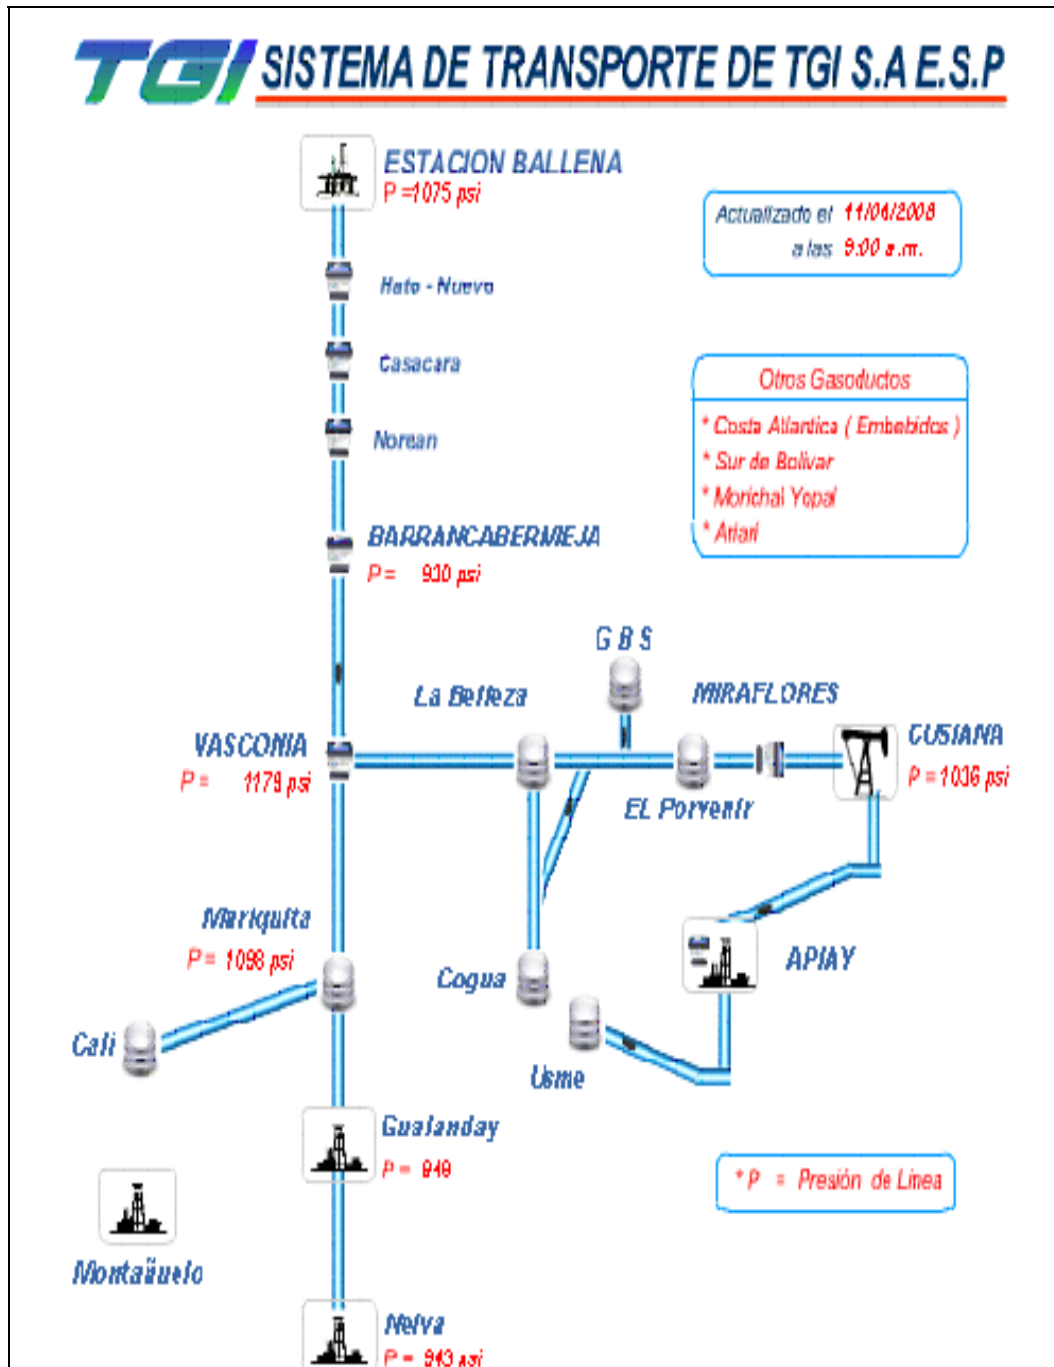 TGI SISTEMA DE TRANSPORTE DE TGI S.A E.S.P
ESTACION BALLENA
P =1075 psi
Actualizado el 11/04/2008
a las 9:00 a.m.
Hato - Nuevo
Casacara
Norean
Otros Gasoductos
* Costa Atlantica ( Embebidos )
* Sur de Bolivar
* Morichal Yopal
* Ariari
BARRANCABERMEJA
P = 930 psi
G B S
La Belleza
MIRAFLORES
VASCONIA
P = 1179 psi
CUSIANA
P = 1036 psi
EL Porvenir
Mariquita
P = 1098 psi
Cogua
APIAY
Cali
Usme
Gualanday
P = 949
* P = Presión de Linea
Montañuelo
Neiva
P = 943 psi